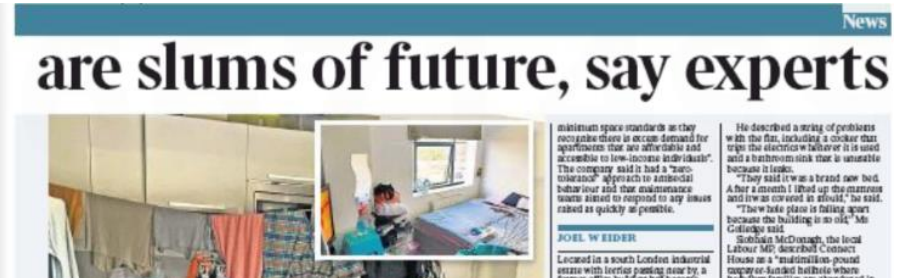 News
are slums of future, say experts
minimum space standards as they
recognise there is excess demand for
apartments that are affordable and
accessible to low-income individuals".
The company said it had a "zero-
tolerance" approach to antisocial
behaviour and that maintenance
teams aimed to respond to any issues
raised as quickly as possible.
JOEL WEIDER
Located in a south London industrial
estate with lorries passing near by, a
He described a string of problems
with the flat, including a cooker that
trips the electrics whenever it is used
and a bathroom sink that is unusable
because it leaks.
"They said it was a brand new bed.
After a month I lifted up the mattress
and it was covered in mould," he said.
"The whole place is falling apart
because the building is so old," Mr
Golledge said.
Siobhain McDonagh, the local
Labour MP, described Connect
House as a "multimillion-pound
taxpayer-funded hellhole where